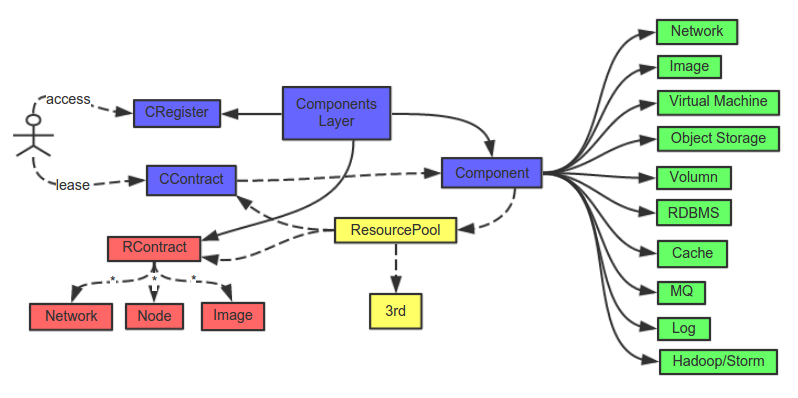 Network
Image
access
CRegister
Components
Layer
Virtual Machine
Object Storage
lease
CContract
Component
Volumn
RDBMS
RContract
ResourcePool
Cache
*
*
*
MQ
Network
Node
Image
3rd
Log
Hadoop/Storm